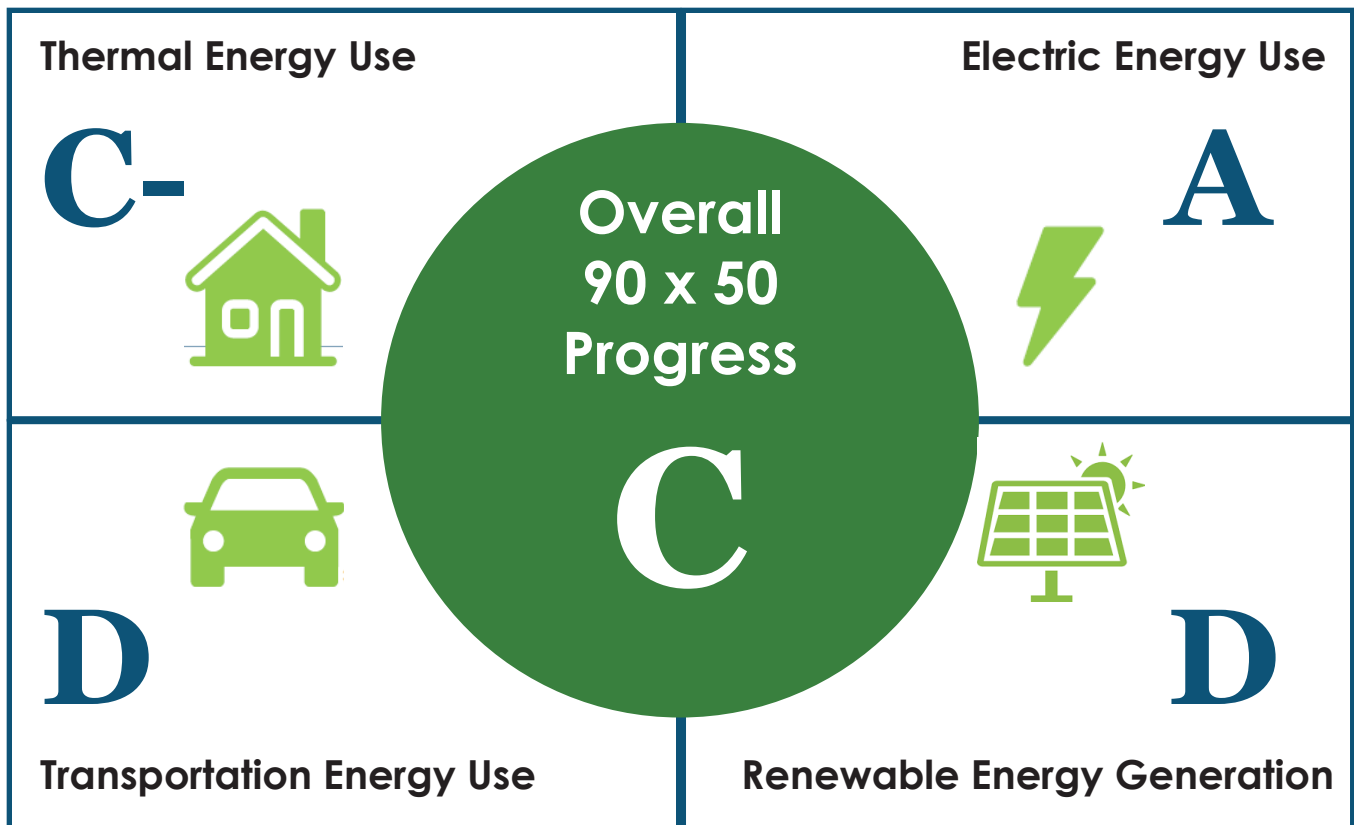 Thermal Energy Use
C-
Electric Energy Use
A
Overall
90 x 50
Progress
C
D
Transportation Energy Use
D
Renewable Energy Generation